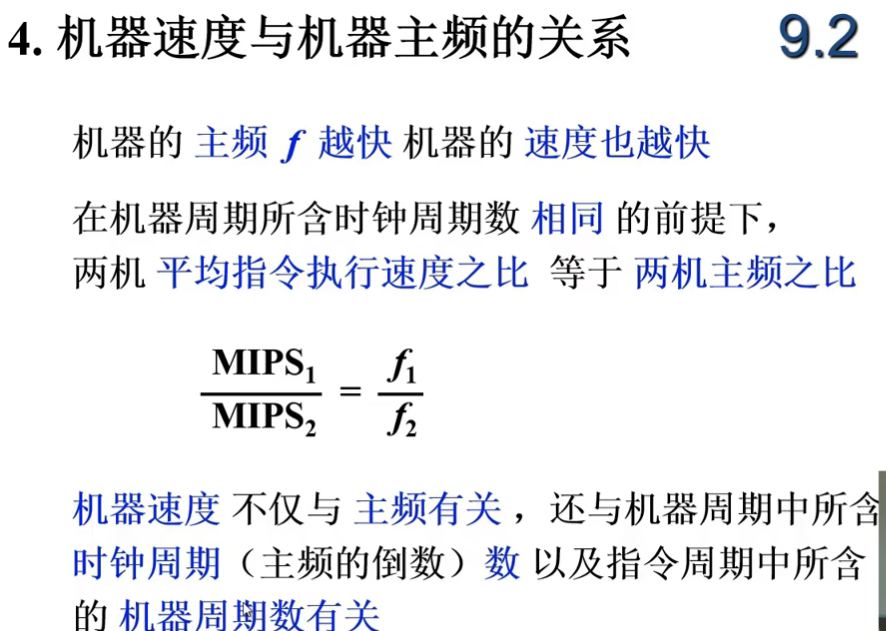 4. 机器速度与机器主频的关系 9.2
机器的 主频 f 越快 机器的 速度也越快
在机器周期所含时钟周期数 相同 的前提下，
两机 平均指令执行速度之比 等于 两机主频之比
MIPS₁ / MIPS₂ = f₁ / f₂
机器速度 不仅与 主频有关 ，还与机器周期中所含
时钟周期（主频的倒数）数 以及指令周期中所含
的 机器周期数有关